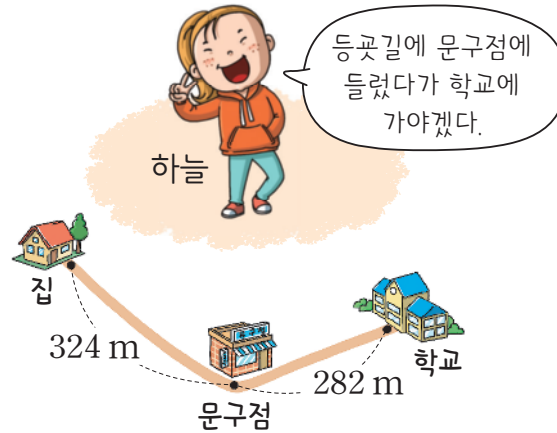 등굣길에 문구점에
들렀다가 학교에
가야겠다.
하늘
집
324 m
282 m
학교
문구점